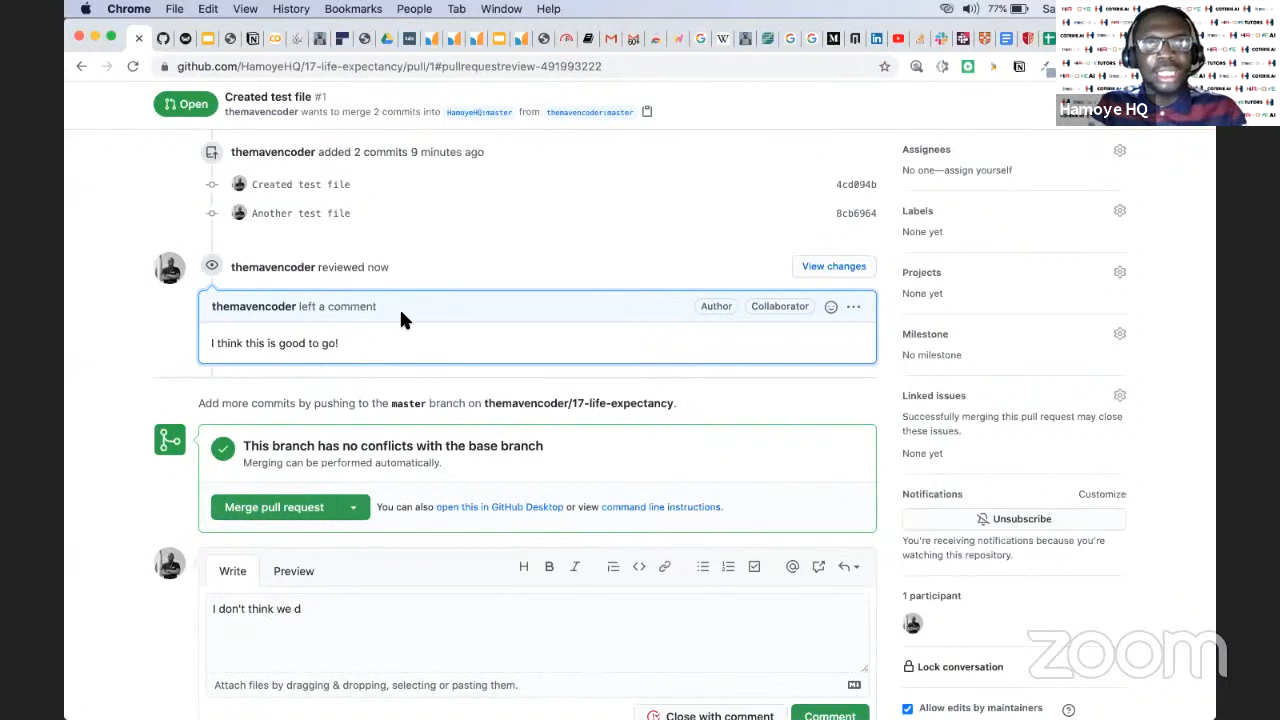 Chrome File Edit View History Bookmar Tab Window 77% Sa
github.com/HamoyeHQ/17-life-expectancy/pull/1#pullrequestreview-490588222
Open
Created test file #1
themavencoder wants to merge 2 commits into HamoyeHQ:master from themavencoder:master
Hamoye HQ
themavencoder added 2 commits 9 minutes ago
Created test file 4cd094b
Another test file 8cb6964
themavencoder reviewed now
View changes
themavencoder left a comment
Author
Collaborator
I think this is good to go!
Add more commits by pushing to the master branch on themavencoder/17-life-expectancy.
This branch has no conflicts with the base branch
Merging can be performed automatically.
Merge pull request
You can also open this in GitHub Desktop or view command line instructions.
Write
Preview
I don't think we d
Attach files by dragging & dropping, selecting or pasting them.
Close with comment
Comment
Assignees
No one—assign yourself
Labels
None yet
Projects
None yet
Milestone
No milestone
Linked issues
Successfully merging this pull request may close
these issues.
None yet
Notifications
Customize
Unsubscribe
You're receiving notifications because you're
watching this repository.
1 participant
Lock conversation
Allow edits by maintainers
zoom